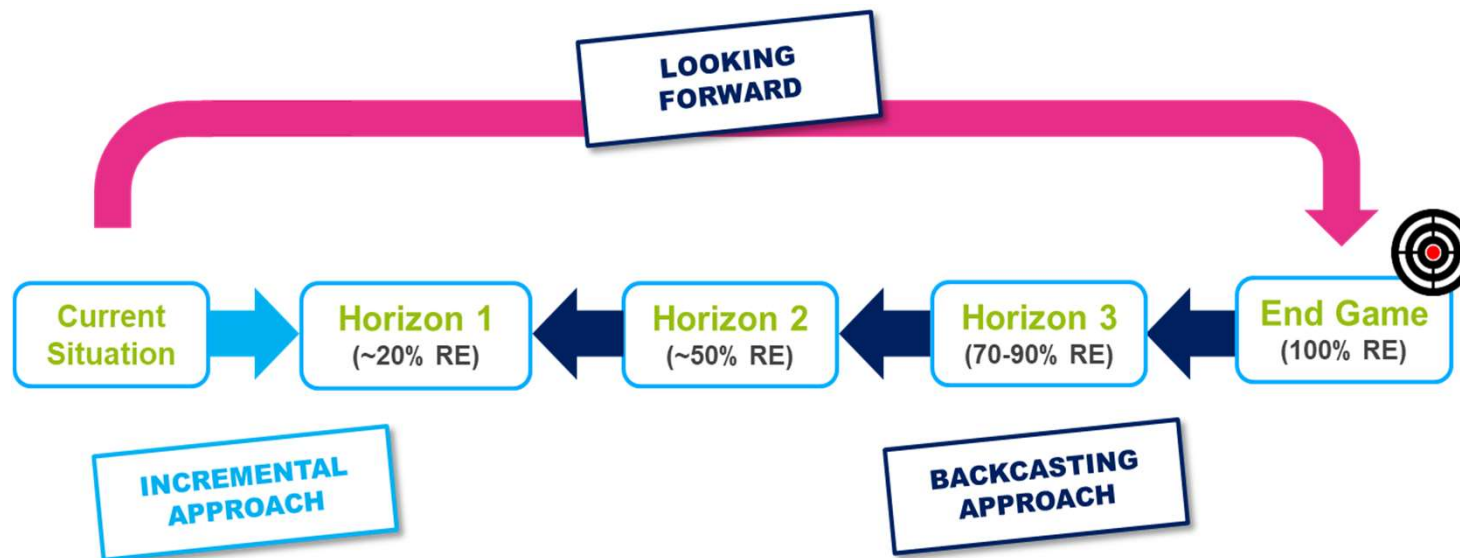 LOOKING
FORWARD
Current
Situation
Horizon 1
(~20% RE)
Horizon 2
(~50% RE)
Horizon 3
(70-90% RE)
End Game
(100% RE)
INCREMENTAL
APPROACH
BACKCASTING
APPROACH